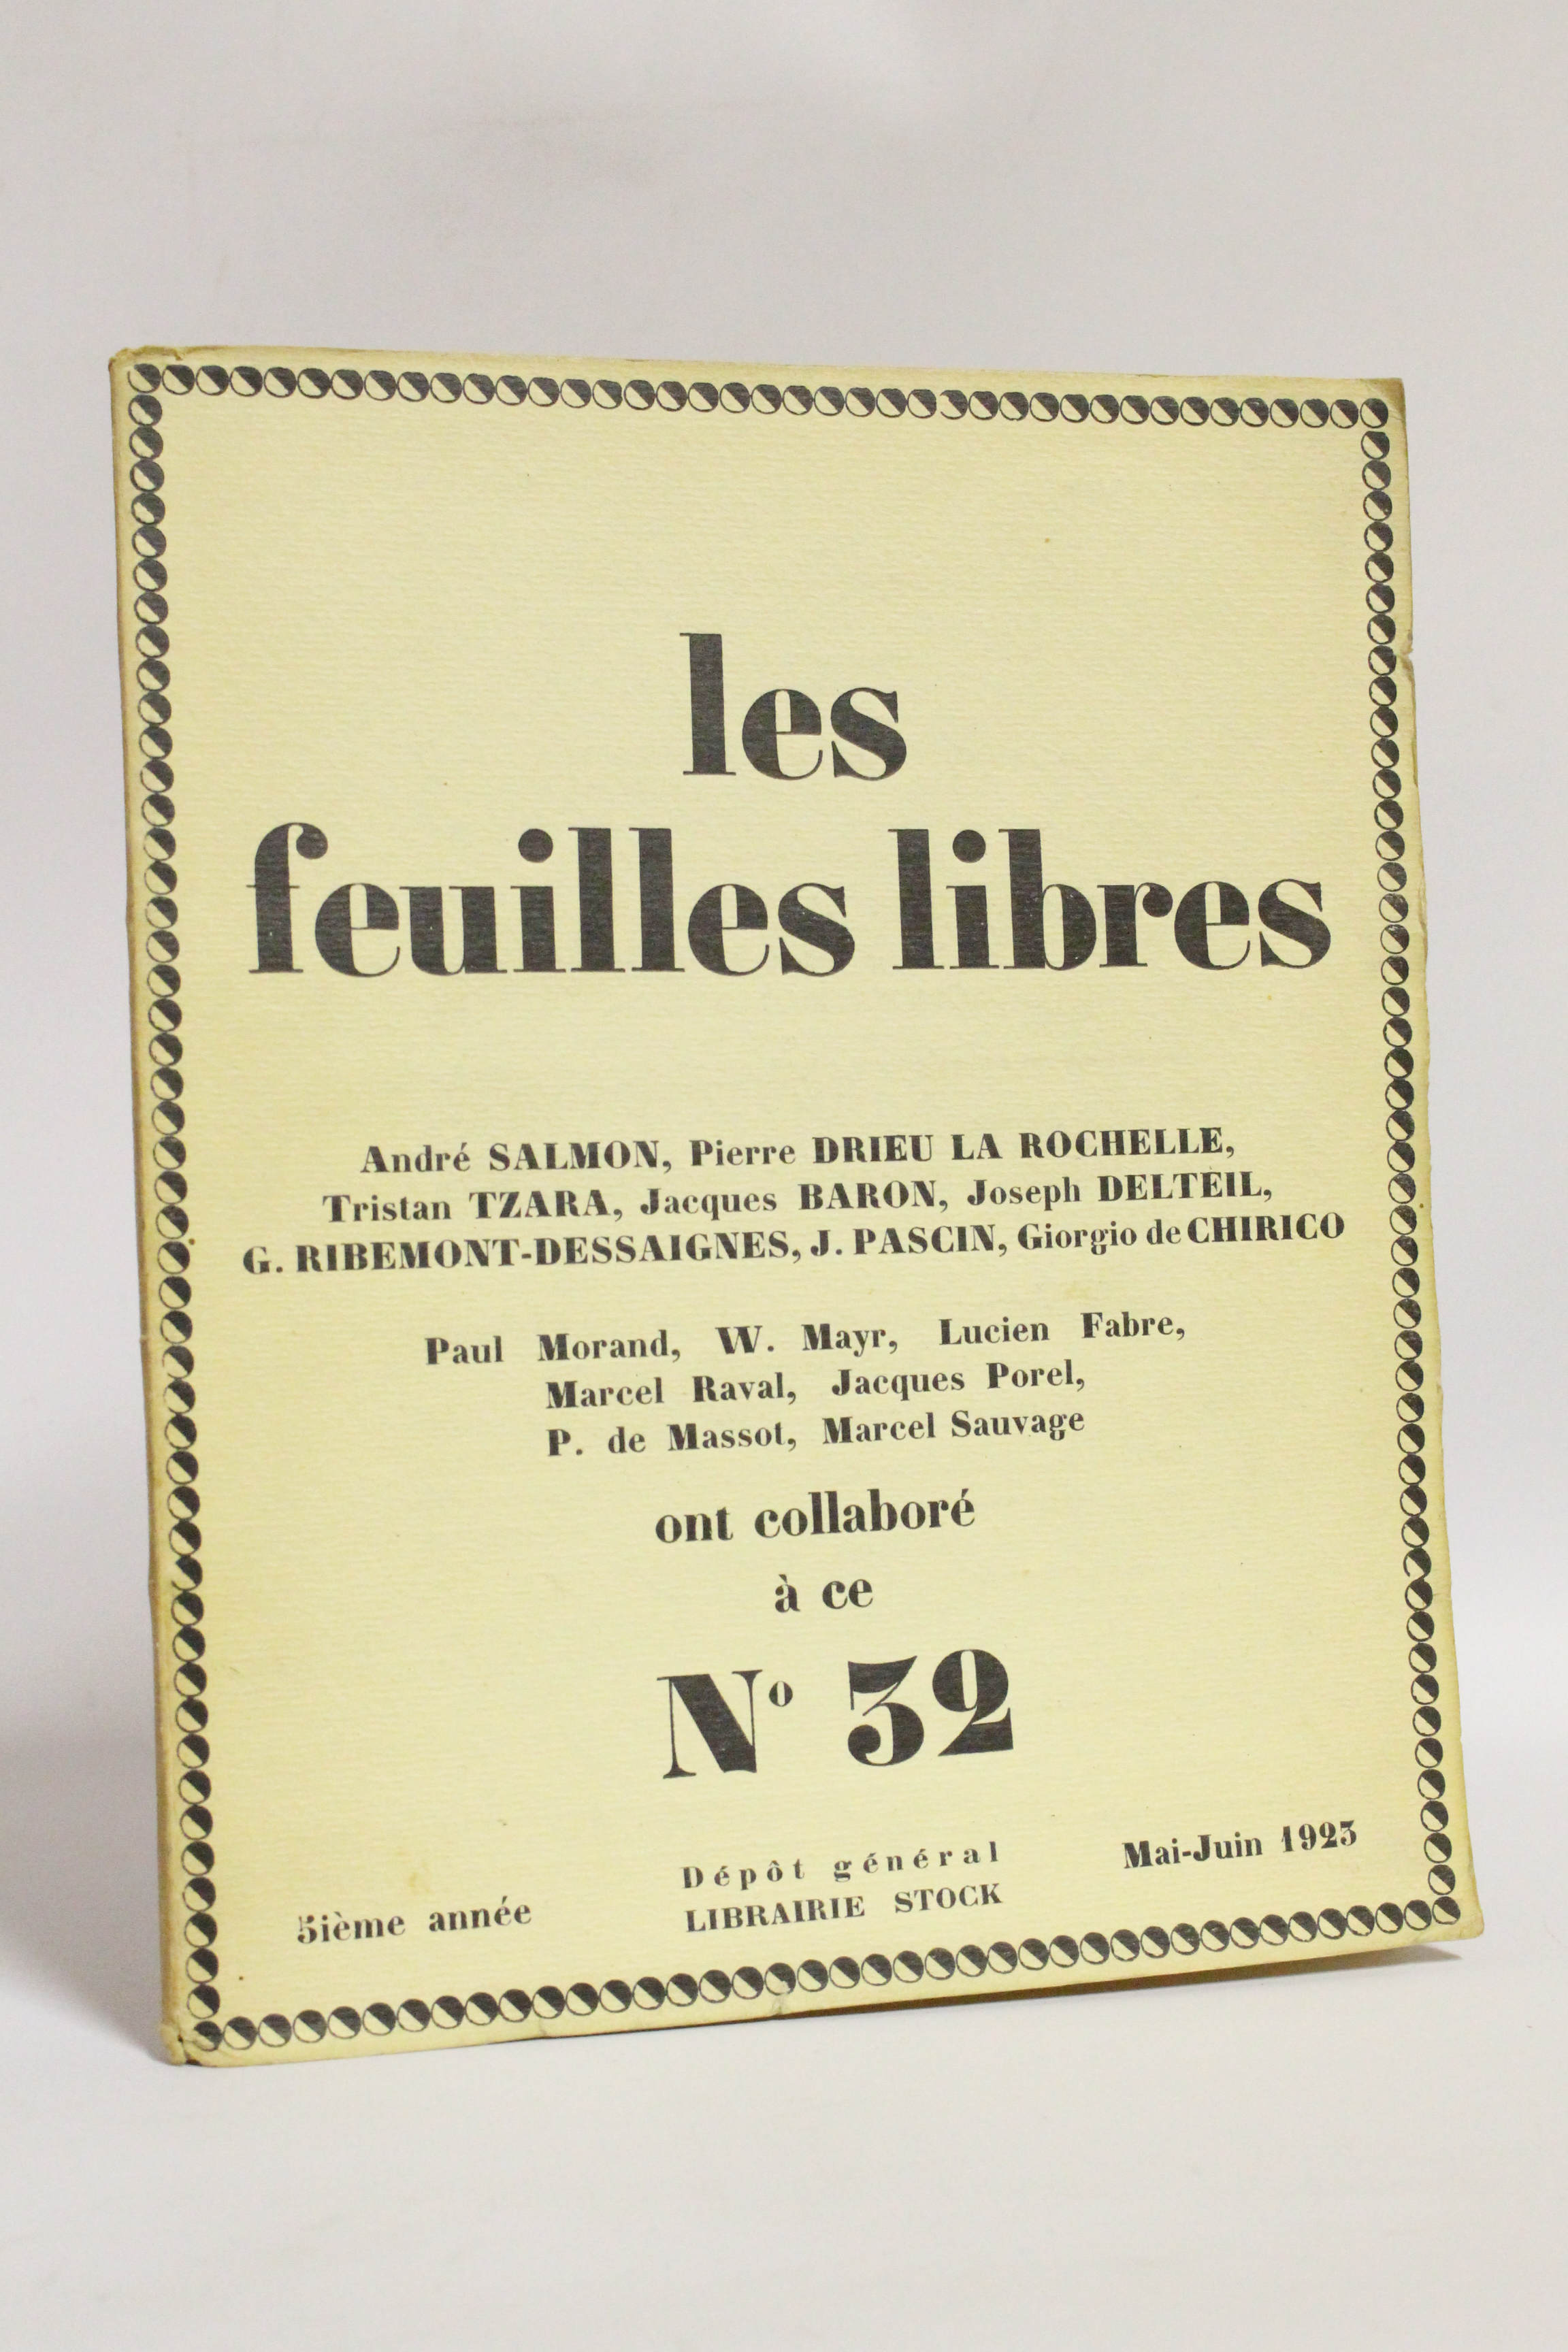 les
feuilles libres
André SALMON, Pierre DRIEU LA ROCHELLE,
Tristan TZARA, Jacques BARON, Joseph DELTEIL,
G. RIBEMONT-DESSAIGNES, J. PASCIN, Giorgio de CHIRICO
Paul Morand, W. Mayr, Lucien Fabre,
Marcel Raval, Jacques Porel,
P. de Massot, Marcel Sauvage
ont collaboré
à ce
Nº 32
5ième année
Dépôt général
LIBRAIRIE STOCK
Mai-Juin 1923